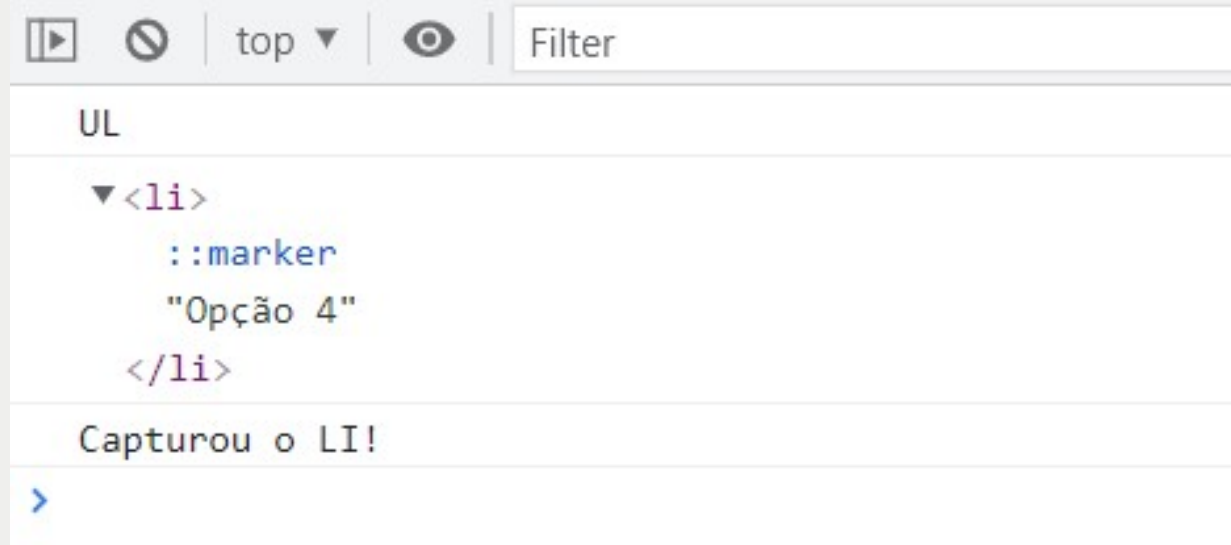 top Filter
UL
<li>
::marker
"Opção 4"
</li>
Capturou o LI!